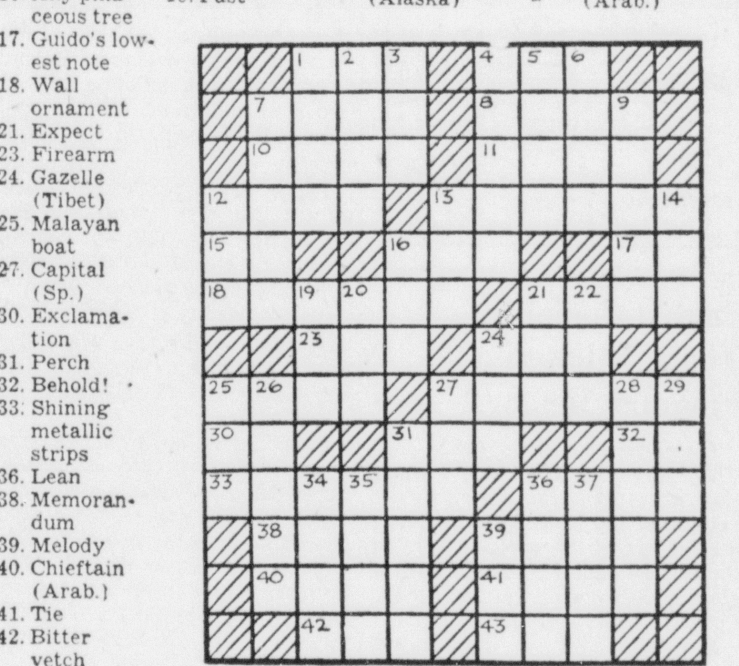 ceous tree
17. Guido's low-
est note
18. Wall
ornament
21. Expect
23. Firearm
24. Gazelle
(Tibet)
25. Malayan
boat
27. Capital
(Sp.)
30. Exclama-
tion
31. Perch
32. Behold!
33. Shining
metallic
strips
36. Lean
38. Memoran-
dum
39. Melody
40. Chieftain
(Arab.)
41. Tie
42. Bitter
vetch
(Alaska)
(Arab.)
1 2 3 4 5 6
7 8 9
10 11
12 13 14
15 16 17
18 19 20 21 22
23 24
25 26 27 28 29
30 31 32
33 34 35 36 37
38 39
40 41
42 43